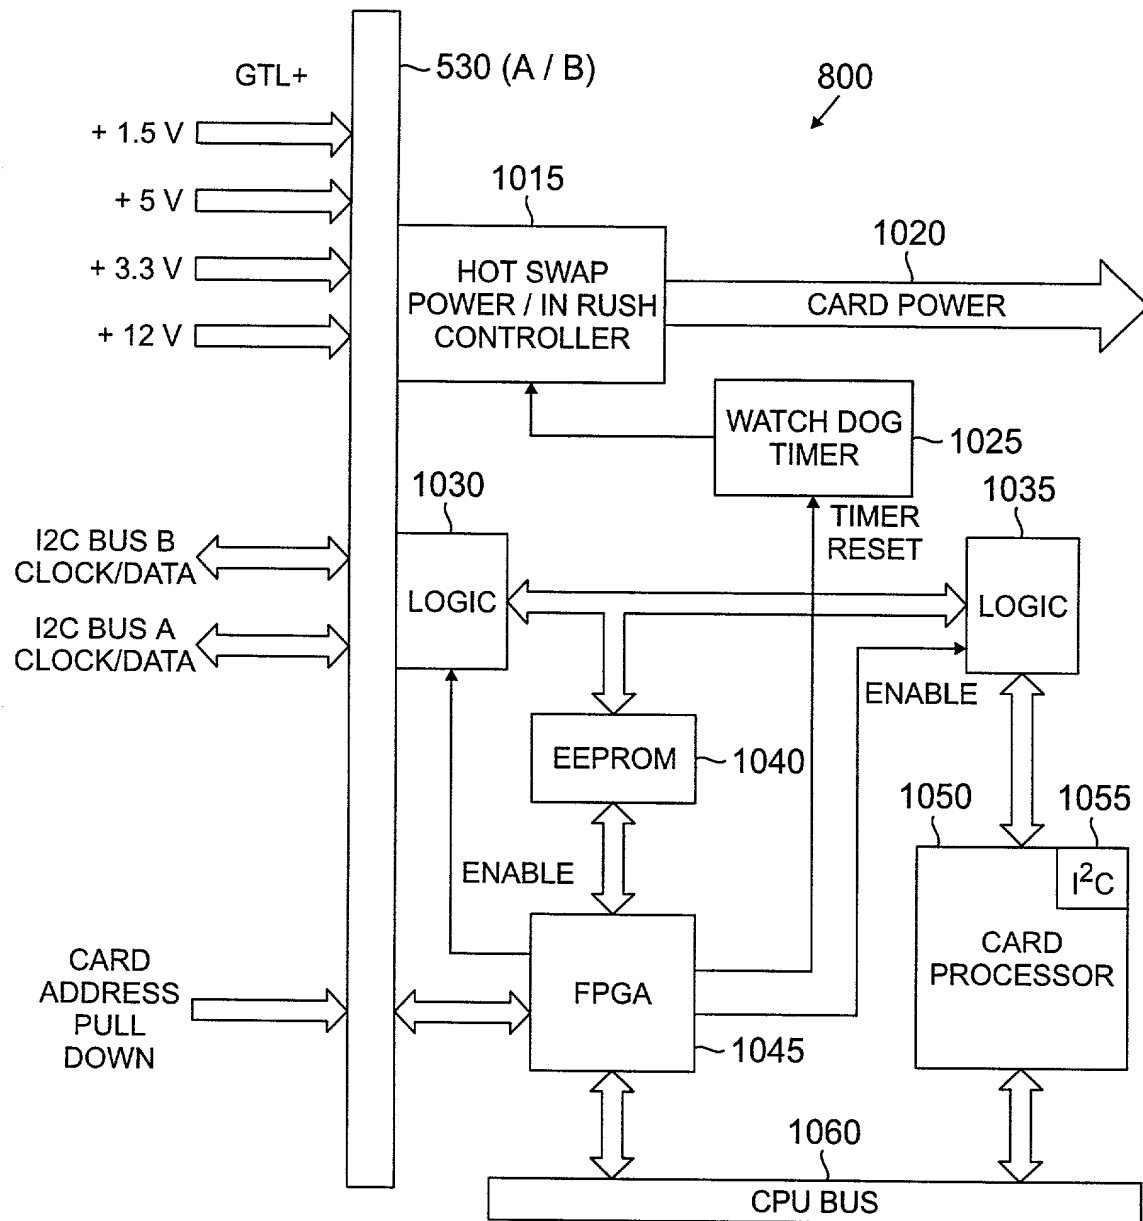 530 (A / B)
GTL+
800
+ 1.5 V
1015
+ 5 V
1020
HOT SWAP
POWER / IN RUSH
CONTROLLER
CARD POWER
+ 3.3 V
+ 12 V
WATCH DOG
TIMER
1025
1030
1035
TIMER
RESET
I2C BUS B
CLOCK/DATA
LOGIC
LOGIC
I2C BUS A
CLOCK/DATA
ENABLE
EEPROM
1040
1050
1055
ENABLE
I²C
CARD
PROCESSOR
CARD
ADDRESS
PULL
DOWN
FPGA
1045
1060
CPU BUS